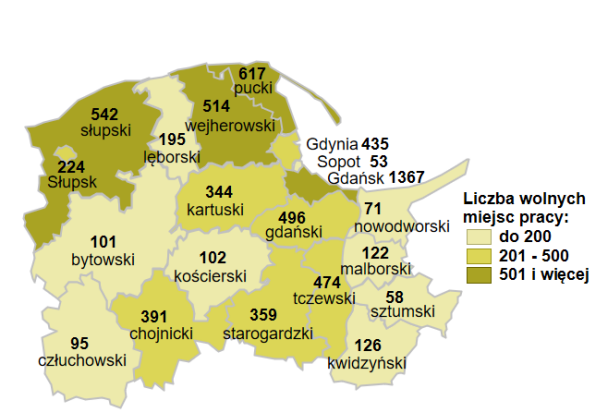 617
pucki
542
słupski
514
wejherowski
195
lęborski
Gdynia 435
Sopot 53
Gdańsk 1367
224
Słupsk
344
kartuski
496
gdański
71
nowodworski
101
bytowski
102
kościerski
122
malborski
474
tczewski
58
sztumski
391
chojnicki
359
starogardzki
95
człuchowski
126
kwidzyński
Liczba wolnych
miejsc pracy:
do 200
201 - 500
501 i więcej